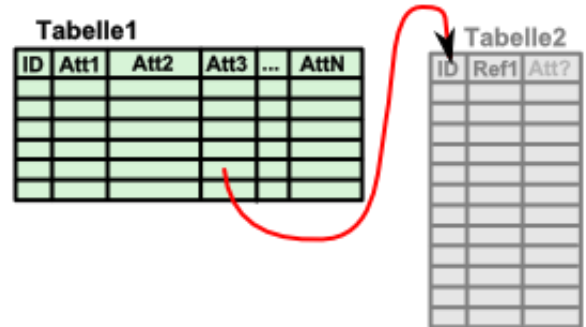 Tabelle1
ID Att1 Att2 Att3 ... AttN
Tabelle2
ID Ref1 Att?